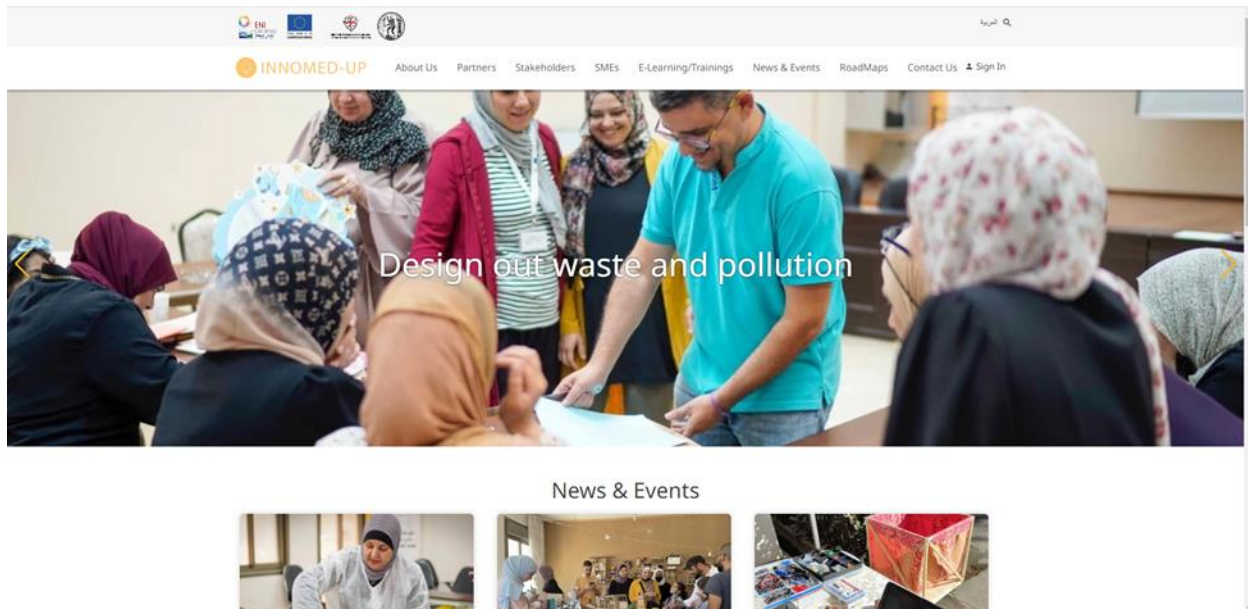 ENI
العربية
INNOMED-UP
About Us Partners Stakeholders SMEs E-Learning/Trainings News & Events RoadMaps Contact Us Sign In
Design out waste and pollution
News & Events